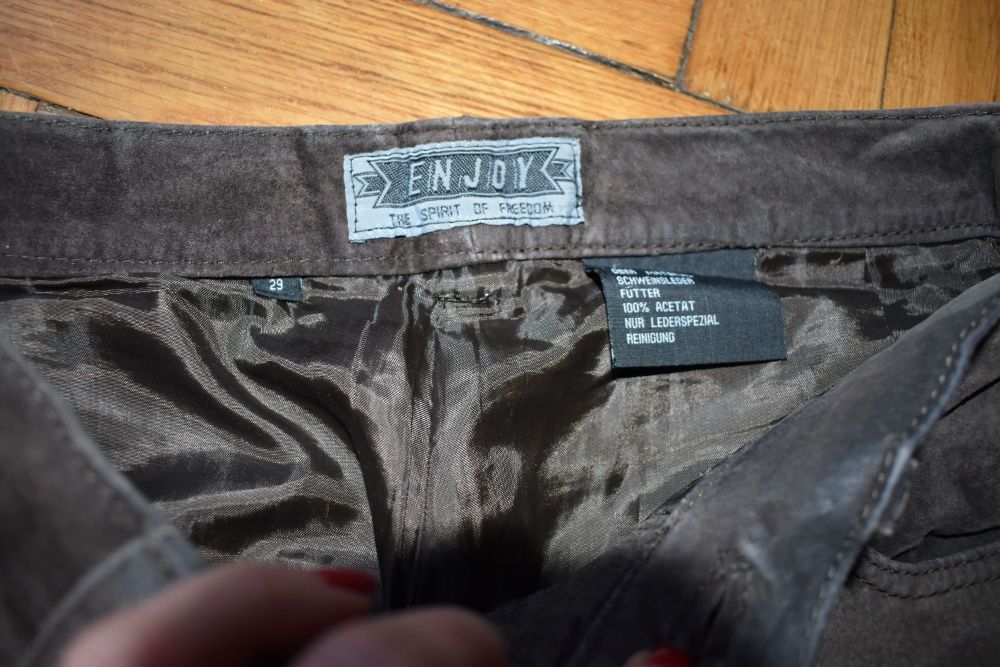 ENJOY
THE SPIRIT OF FREEDOM
29
SCHWEINSLEDER
FUTTER
100% ACETAT
NUR LEDERSPEZIAL
REINIGUNG